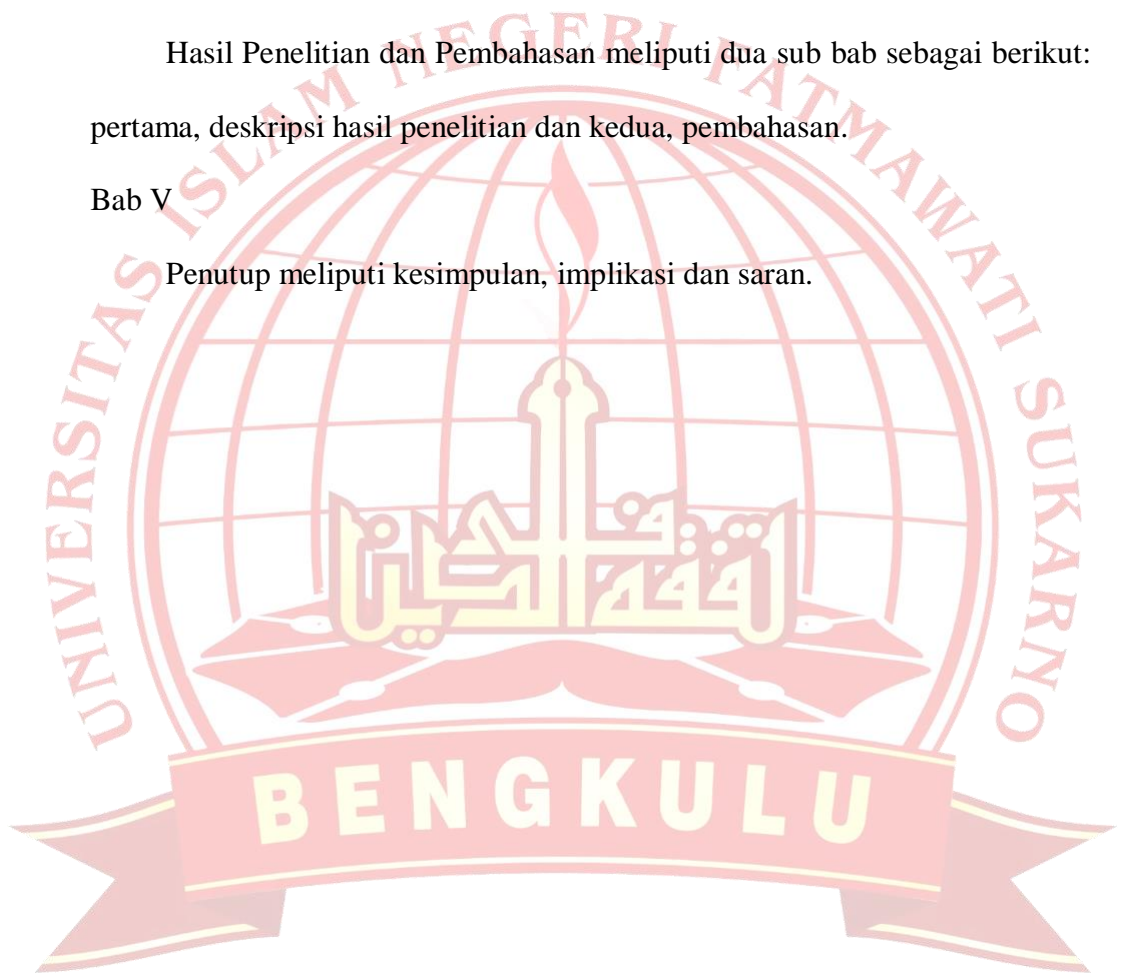 Hasil Penelitian dan Pembahasan meliputi dua sub bab sebagai berikut:
pertama, deskripsi hasil penelitian dan kedua, pembahasan.
Bab V
Penutup meliputi kesimpulan, implikasi dan saran.
UNIVERSITAS ISLAM NEGERI FATMAWATI SUKARNO
BENGKULU